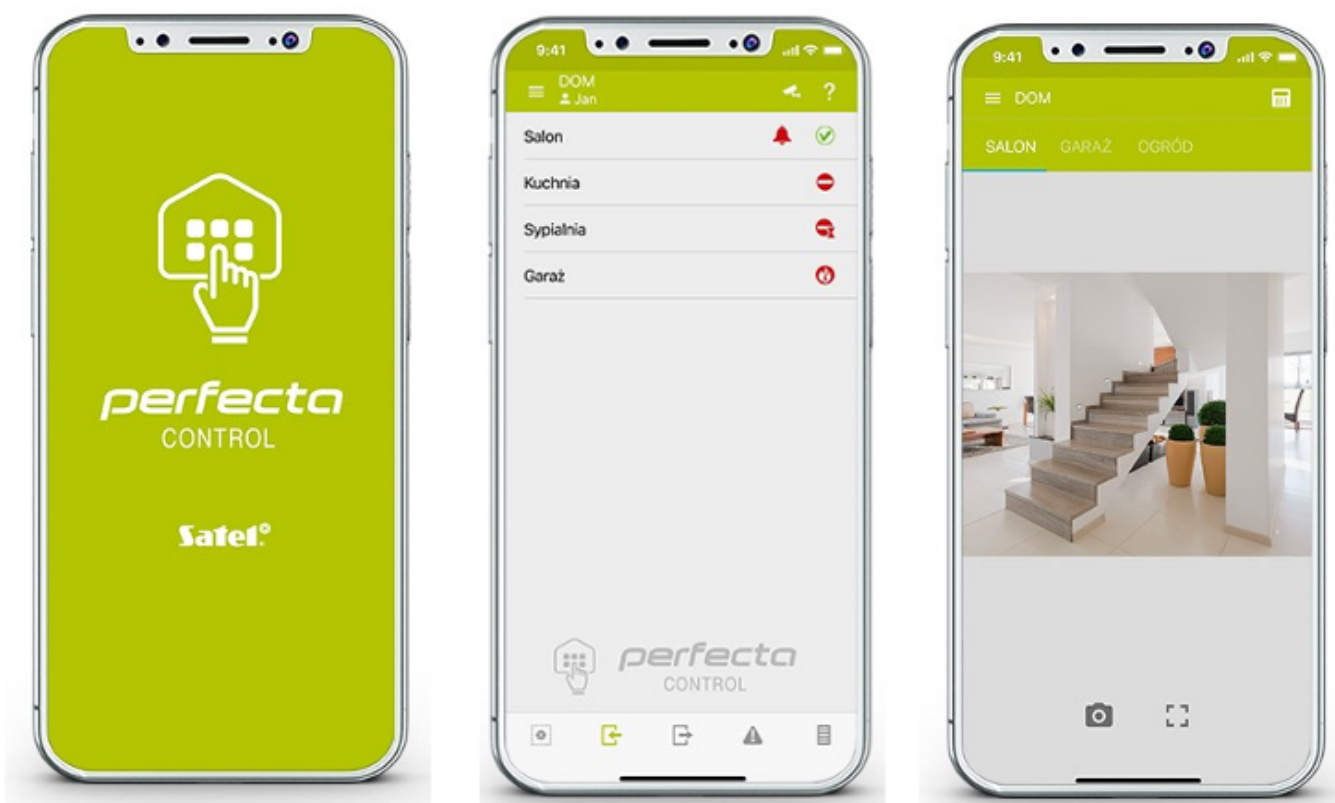 perfecta
CONTROL
Satel®
9:41
DOM
Jan
?
Salon
Kuchnia
Sypialnia
Garaż
perfecta
CONTROL
9:41
DOM
SALON GARAŻ OGRÓD